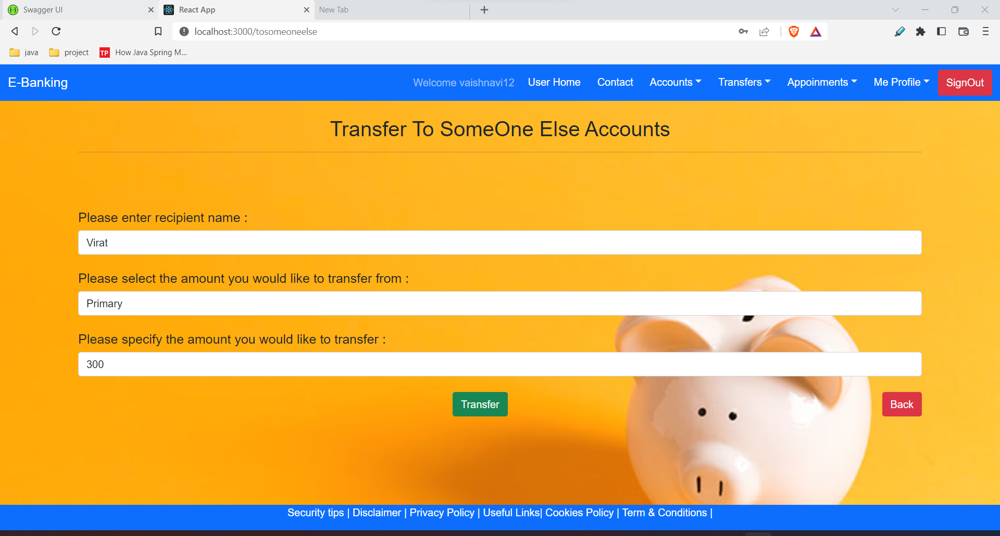 Swagger UI
React App
New Tab
localhost:3000/tosomeoneelse
java project TP How Java Spring M...
E-Banking Welcome vaishnavi12 User Home Contact Accounts Transfers Appoinments Me Profile SignOut
Transfer To SomeOne Else Accounts
Please enter recipient name :
Virat
Please select the amount you would like to transfer from :
Primary
Please specify the amount you would like to transfer :
300
Transfer Back
Security tips | Disclaimer | Privacy Policy | Useful Links| Cookies Policy | Term & Conditions |